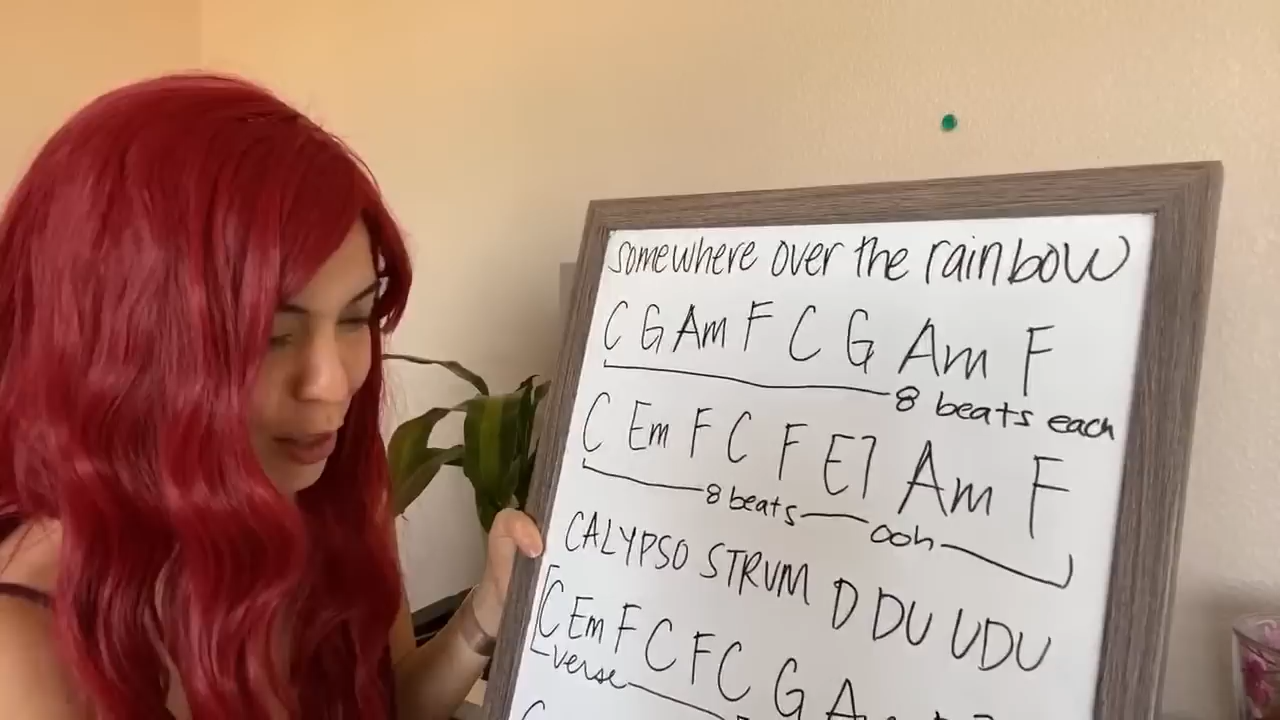 somewhere over the rainbow
C G Am F C G Am F
8 beats each
C Em F C F E7 Am F
8 beats ooh
CALYPSO STRUM D DU UDU
C Em F C F C G A
verse
C